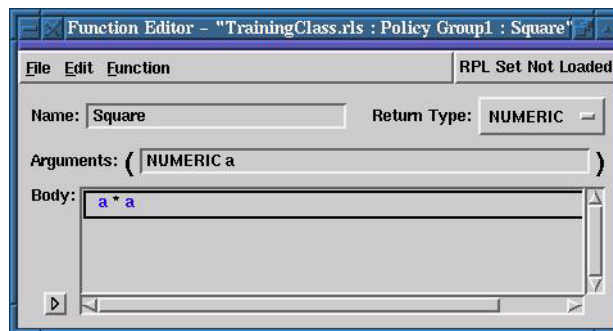 Function Editor - "TrainingClass.rls : Policy Group1 : Square"
File Edit Function RPL Set Not Loaded
Name: Square Return Type: NUMERIC
Arguments: ( NUMERIC a )
Body: a * a